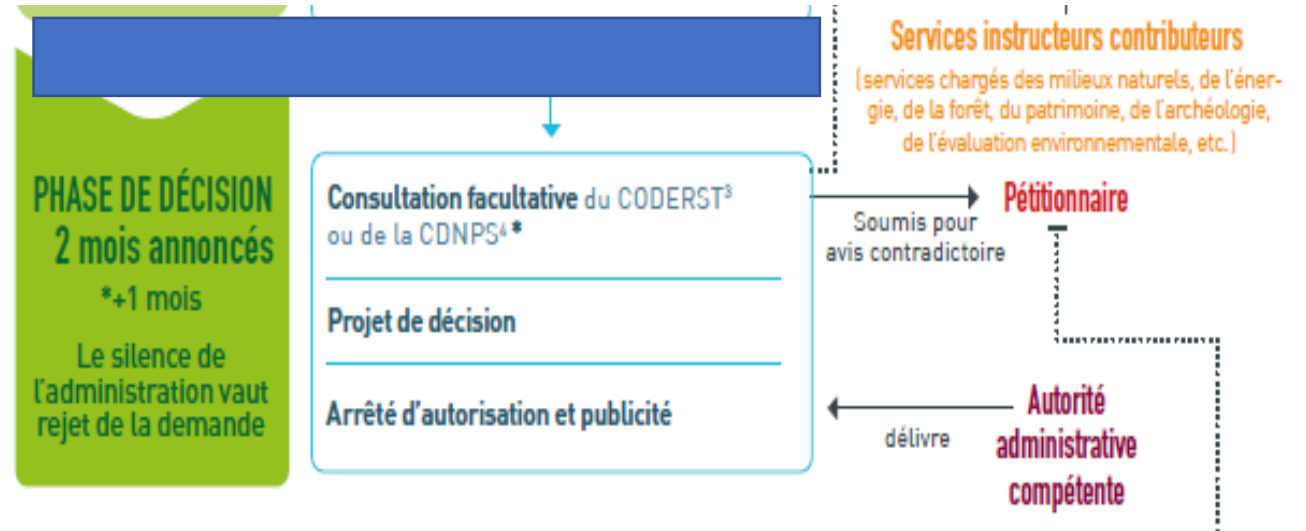 Services instructeurs contributeurs
(services chargés des milieux naturels, de l'éner-
gie, de la forêt, du patrimoine, de l'archéologie,
de l'évaluation environnementale, etc.)
PHASE DE DÉCISION
2 mois annoncés
*+1 mois
Le silence de
l'administration vaut
rejet de la demande
Consultation facultative du CODERST³
ou de la CDNPS⁴*
Projet de décision
Arrêté d'autorisation et publicité
Soumis pour
avis contradictoire
Pétitionnaire
délivre
Autorité
administrative
compétente